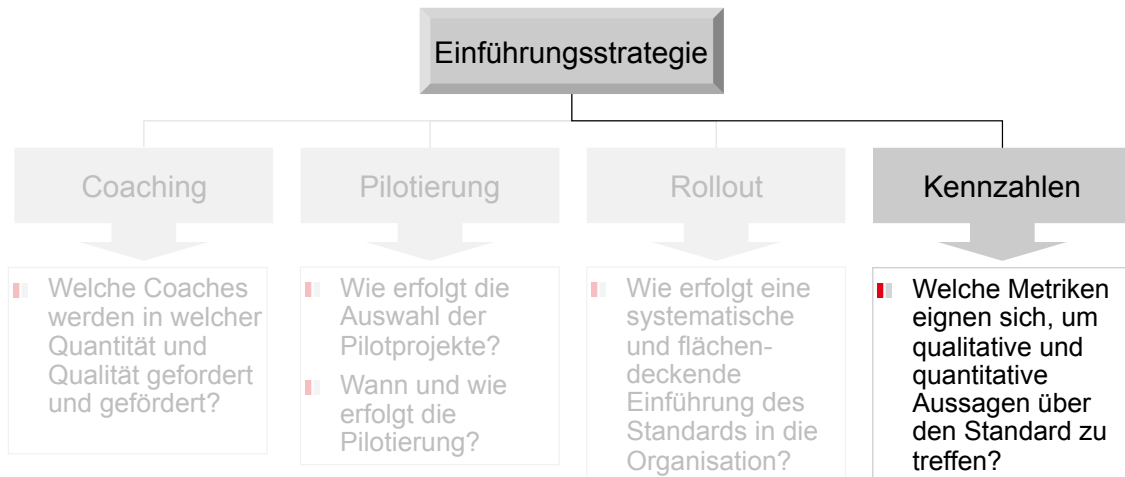 Einführungsstrategie
Coaching
Pilotierung
Rollout
Kennzahlen
Welche Coaches
werden in welcher
Quantität und
Qualität gefordert
und gefördert?
Wie erfolgt die
Auswahl der
Pilotprojekte?
Wann und wie
erfolgt die
Pilotierung?
Wie erfolgt eine
systematische
und flächen-
deckende
Einführung des
Standards in die
Organisation?
Welche Metriken
eignen sich, um
qualitative und
quantitative
Aussagen über
den Standard zu
treffen?